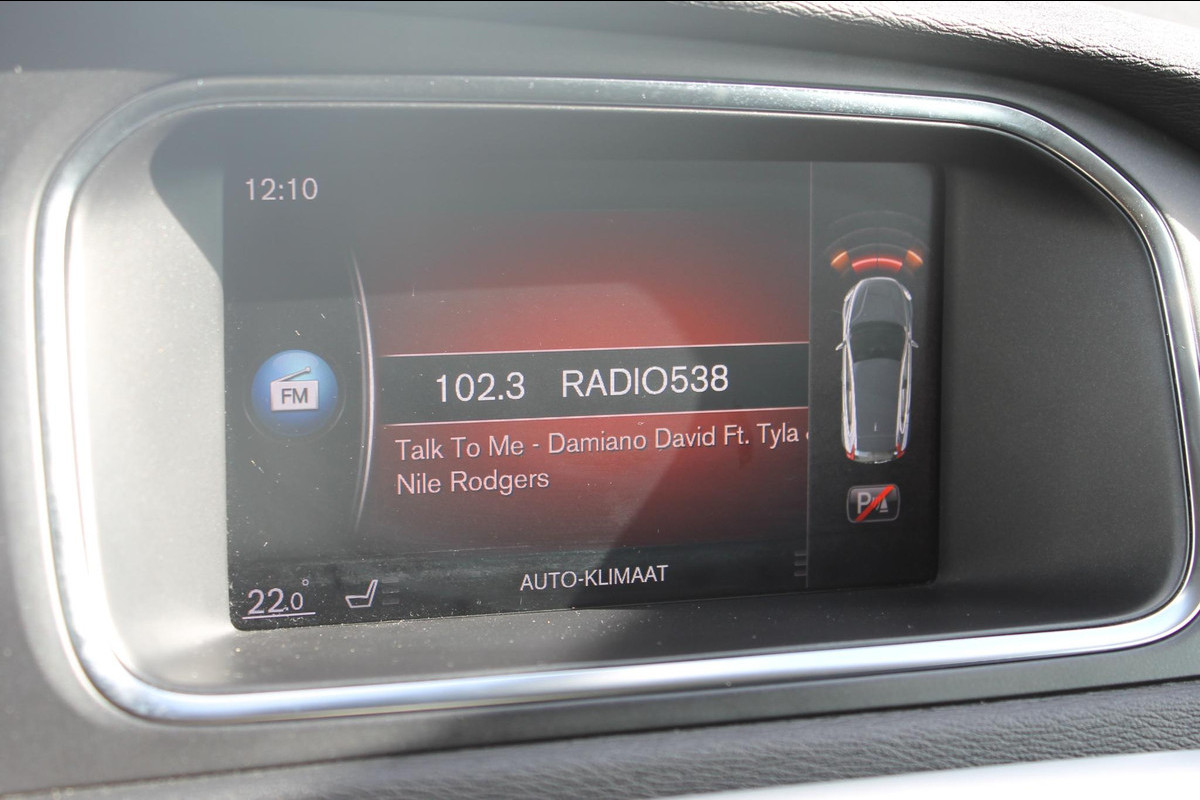 12:10
FM
102.3 RADIO538
Talk To Me - Damiano David Ft. Tyla
Nile Rodgers
P
AUTO-KLIMAAT
22.0°